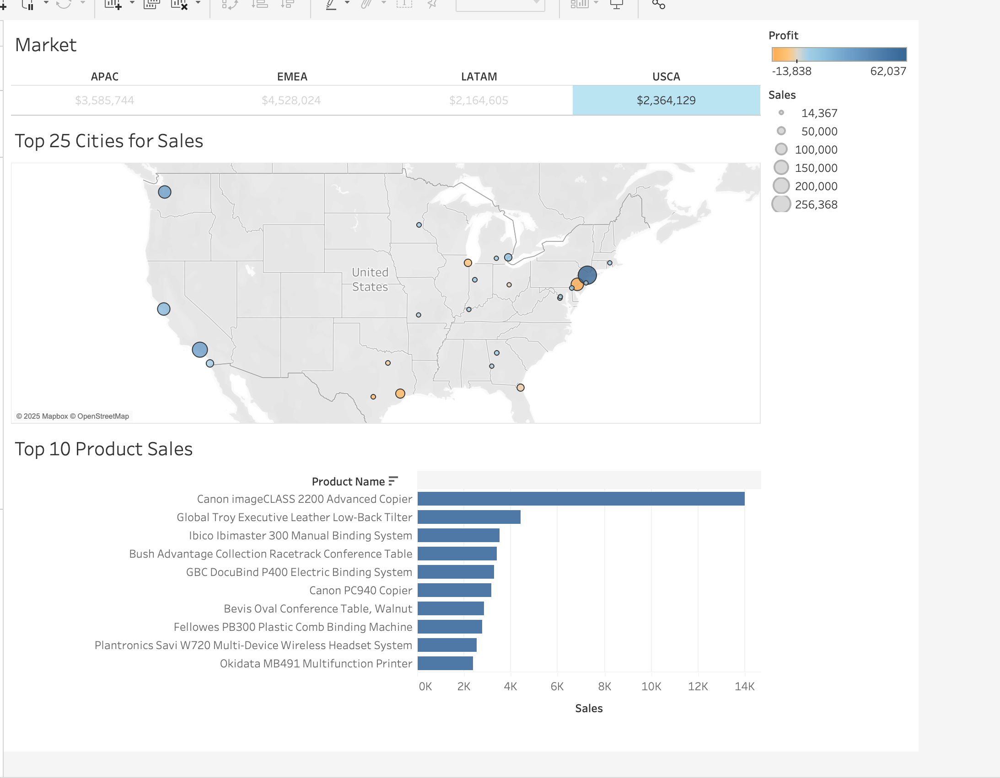 Market
APAC EMEA LATAM USCA
$3,585,744 $4,528,024 $2,164,605 $2,364,129
Profit
-13,838 62,037
Sales
14,367
50,000
100,000
150,000
200,000
256,368
Top 25 Cities for Sales
United
States
© 2025 Mapbox © OpenStreetMap
Top 10 Product Sales
Product Name
Canon imageCLASS 2200 Advanced Copier
Global Troy Executive Leather Low-Back Tilter
Ibico Ibimaster 300 Manual Binding System
Bush Advantage Collection Racetrack Conference Table
GBC DocuBind P400 Electric Binding System
Canon PC940 Copier
Bevis Oval Conference Table, Walnut
Fellowes PB300 Plastic Comb Binding Machine
Plantronics Savi W720 Multi-Device Wireless Headset System
Okidata MB491 Multifunction Printer
0K 2K 4K 6K 8K 10K 12K 14K
Sales